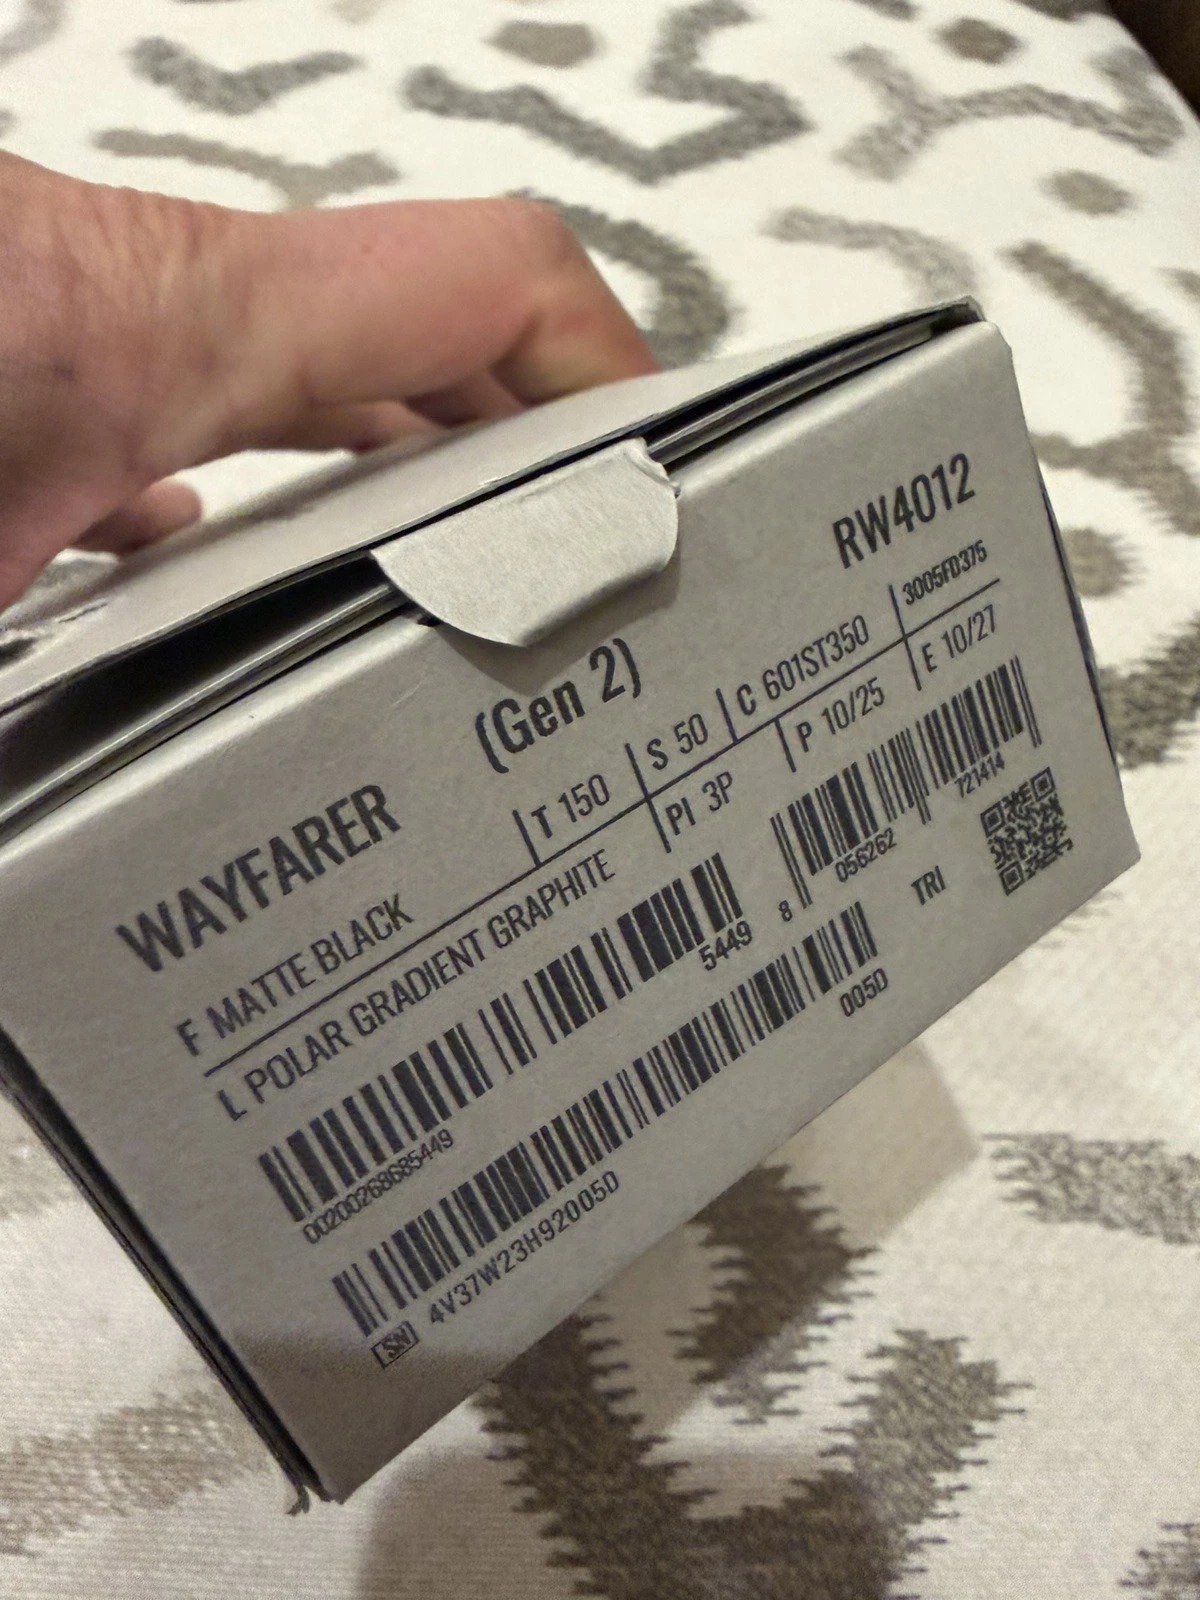 WAYFARER (Gen 2) RW4012
F MATTE BLACK T 150 S 50 C 601ST350 3005FD375
L POLAR GRADIENT GRAPHITE PI 3P P 10/25 E 10/27
5449
00200268685449
8 056262 721414
005D
TRI
SN 4V37W23H92005D